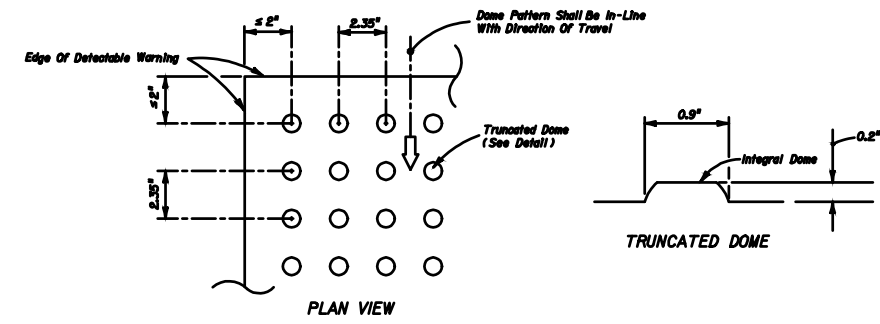 ≤ 2"
2.35"
Dome Pattern Shall Be In-Line
With Direction Of Travel
Edge Of Detectable Warning
≤2"
2.35"
Truncated Dome
(See Detail)
PLAN VIEW
0.9"
0.2"
Integral Dome
TRUNCATED DOME